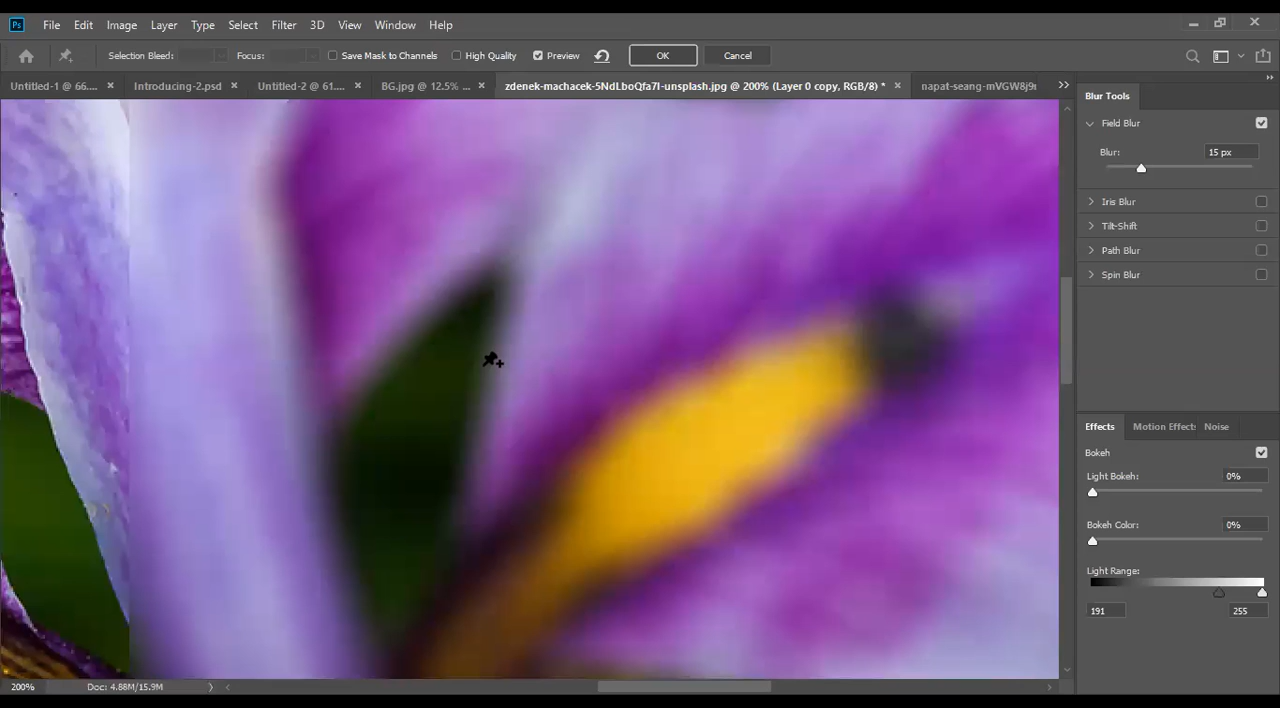 Ps File Edit Image Layer Type Select Filter 3D View Window Help
Selection Bleed: Focus: Save Mask to Channels High Quality Preview OK Cancel
Untitled-1 @ 66.... × Introducing-2.psd × Untitled-2 @ 61.... × BG.jpg @ 12.5% ... × zdenek-machacek-5NdLboQfa7I-unsplash.jpg @ 200% (Layer 0 copy, RGB/8) * × napat-seang-mVGW8j9r
Blur Tools
Field Blur
Blur: 15 px
Iris Blur
Tilt-Shift
Path Blur
Spin Blur
Effects Motion Effects Noise
Bokeh
Light Bokeh: 0%
Bokeh Color: 0%
Light Range:
191 255
200% Doc: 4.88M/15.9M